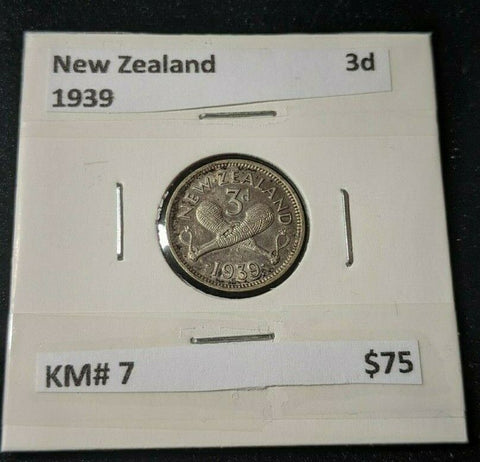 New Zealand 3d
1939
NEW ZEALAND
3d
1939
KM# 7 $75